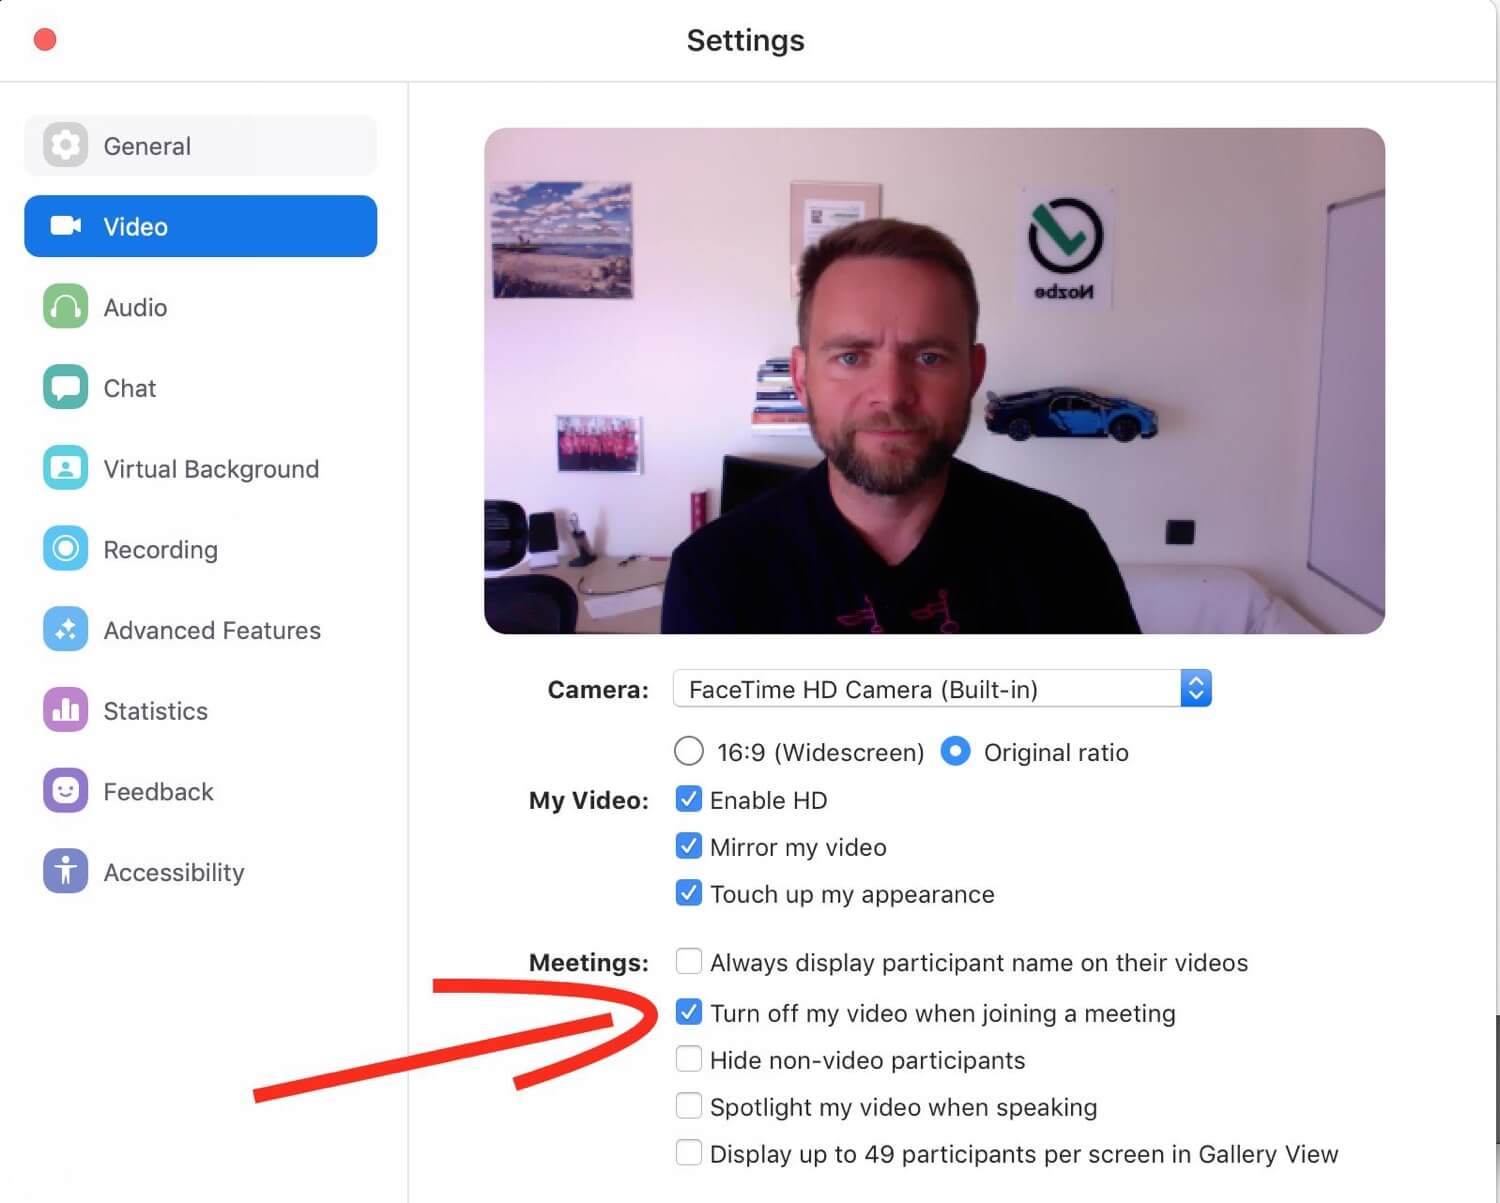 Settings
General
Video
Audio
Chat
Virtual Background
Recording
Advanced Features
Statistics
Feedback
Accessibility
Nozbe
Camera: FaceTime HD Camera (Built-in)
16:9 (Widescreen) Original ratio
My Video: Enable HD
Mirror my video
Touch up my appearance
Meetings: Always display participant name on their videos
Turn off my video when joining a meeting
Hide non-video participants
Spotlight my video when speaking
Display up to 49 participants per screen in Gallery View